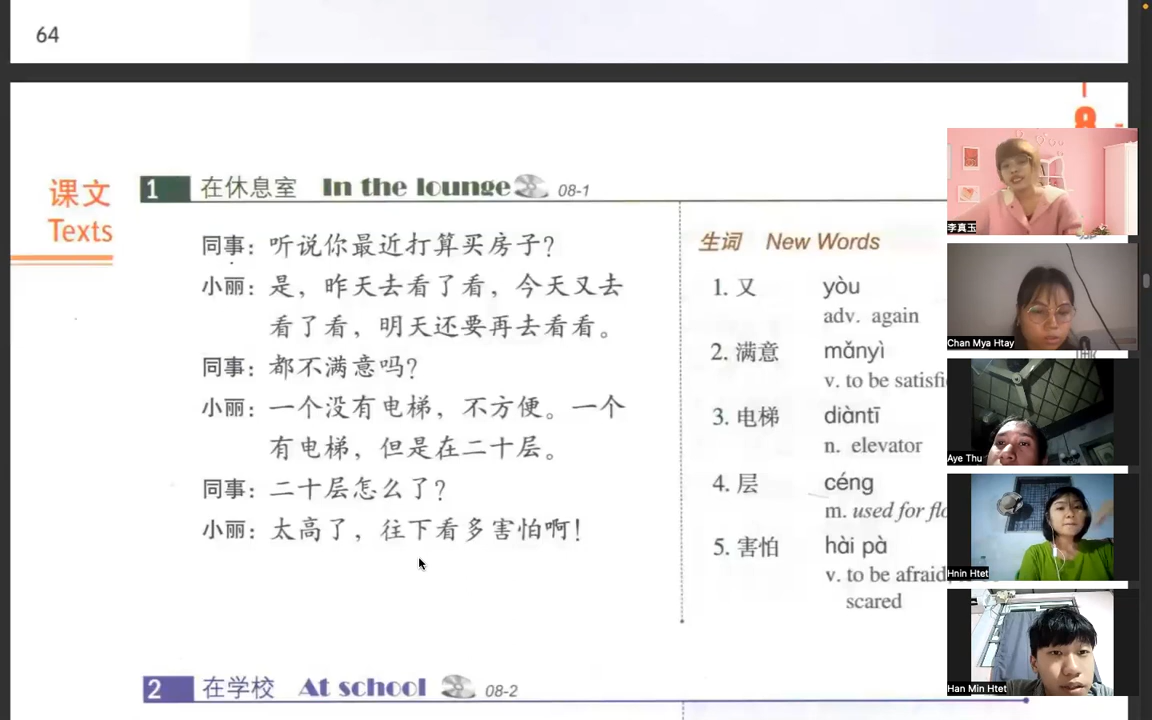 64
8
课文
Texts
1 在休息室 In the lounge 08-1
同事：听说你最近打算买房子？
小丽：是，昨天去看了看，今天又去
看了看，明天还要再去看看。
同事：都不满意吗？
小丽：一个没有电梯，不方便。一个
有电梯，但是在二十层。
同事：二十层怎么了？
小丽：太高了，往下看多害怕啊！
生词 New Words
1. 又 yòu
adv. again
2. 满意 mǎnyì
v. to be satisfi
3. 电梯 diàntī
n. elevator
4. 层 céng
m. used for flo
5. 害怕 hài pà
v. to be afraid,
scared
2 在学校 At school 08-2
李真玉
Chan Mya Htay
Aye Thu
Hnin Htet
Han Min Htet